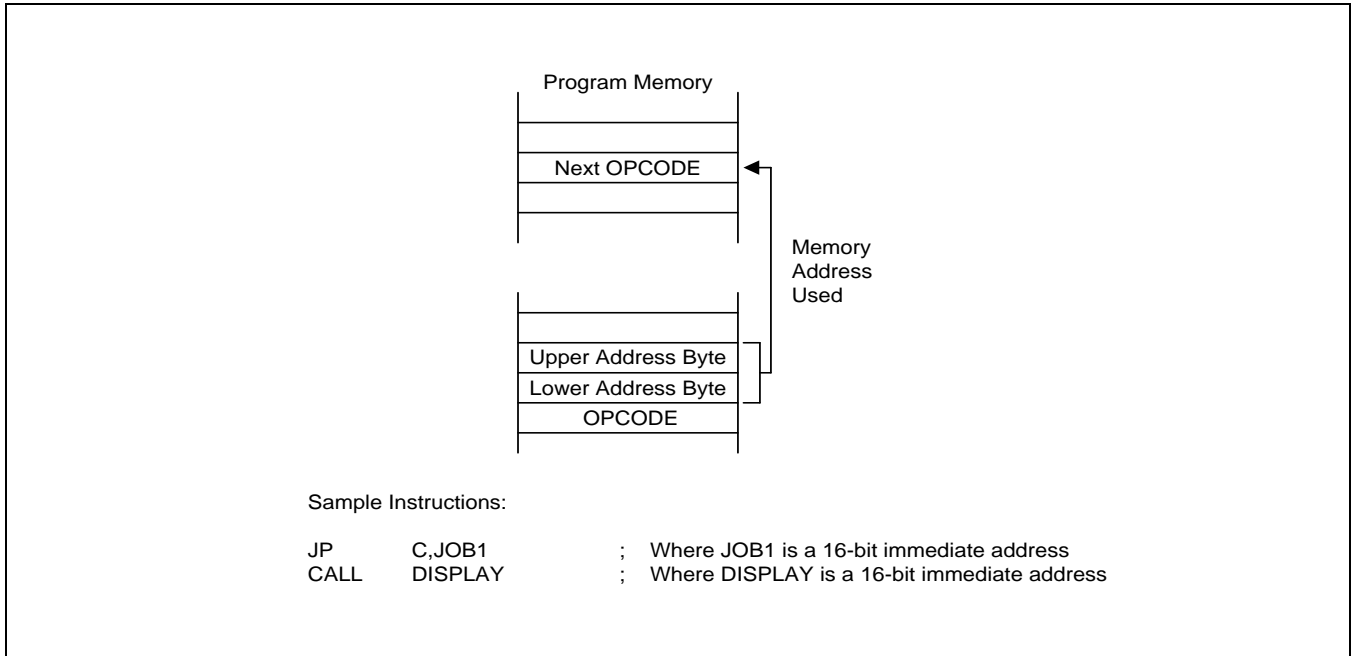 Program Memory
Next OPCODE
Memory
Address
Used
Upper Address Byte
Lower Address Byte
OPCODE
Sample Instructions:
JP C,JOB1 ; Where JOB1 is a 16-bit immediate address
CALL DISPLAY ; Where DISPLAY is a 16-bit immediate address